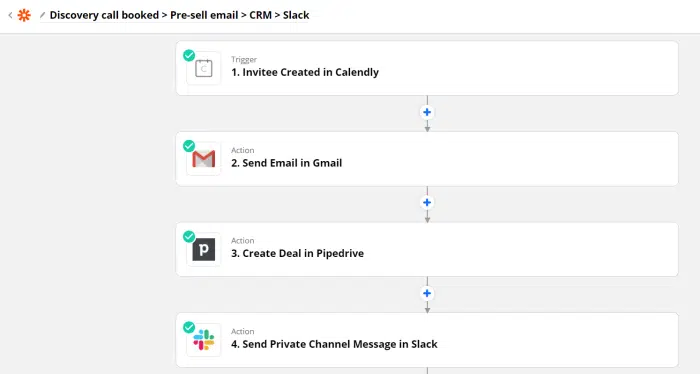 Discovery call booked > Pre-sell email > CRM > Slack
Trigger
1. Invitee Created in Calendly
Action
2. Send Email in Gmail
Action
3. Create Deal in Pipedrive
Action
4. Send Private Channel Message in Slack